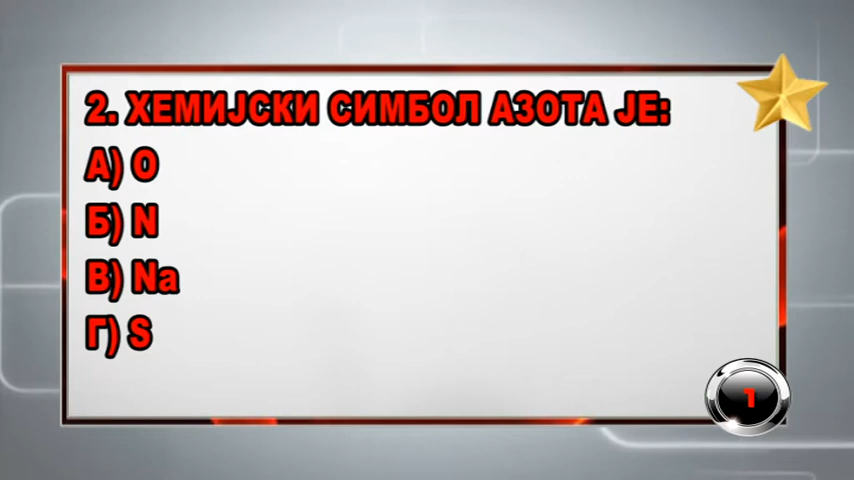 2. ХЕМИЈСКИ СИМБОЛ АЗОТА ЈЕ:
А) O
Б) N
В) Na
Г) S
1